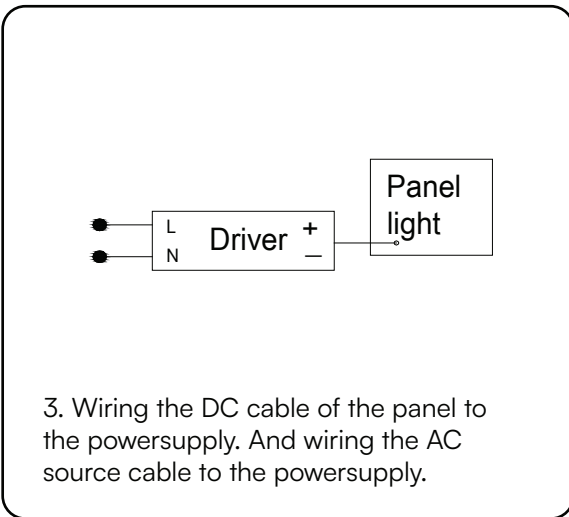 Panel
light
L
Driver +
N
—
3. Wiring the DC cable of the panel to
the powersupply. And wiring the AC
source cable to the powersupply.